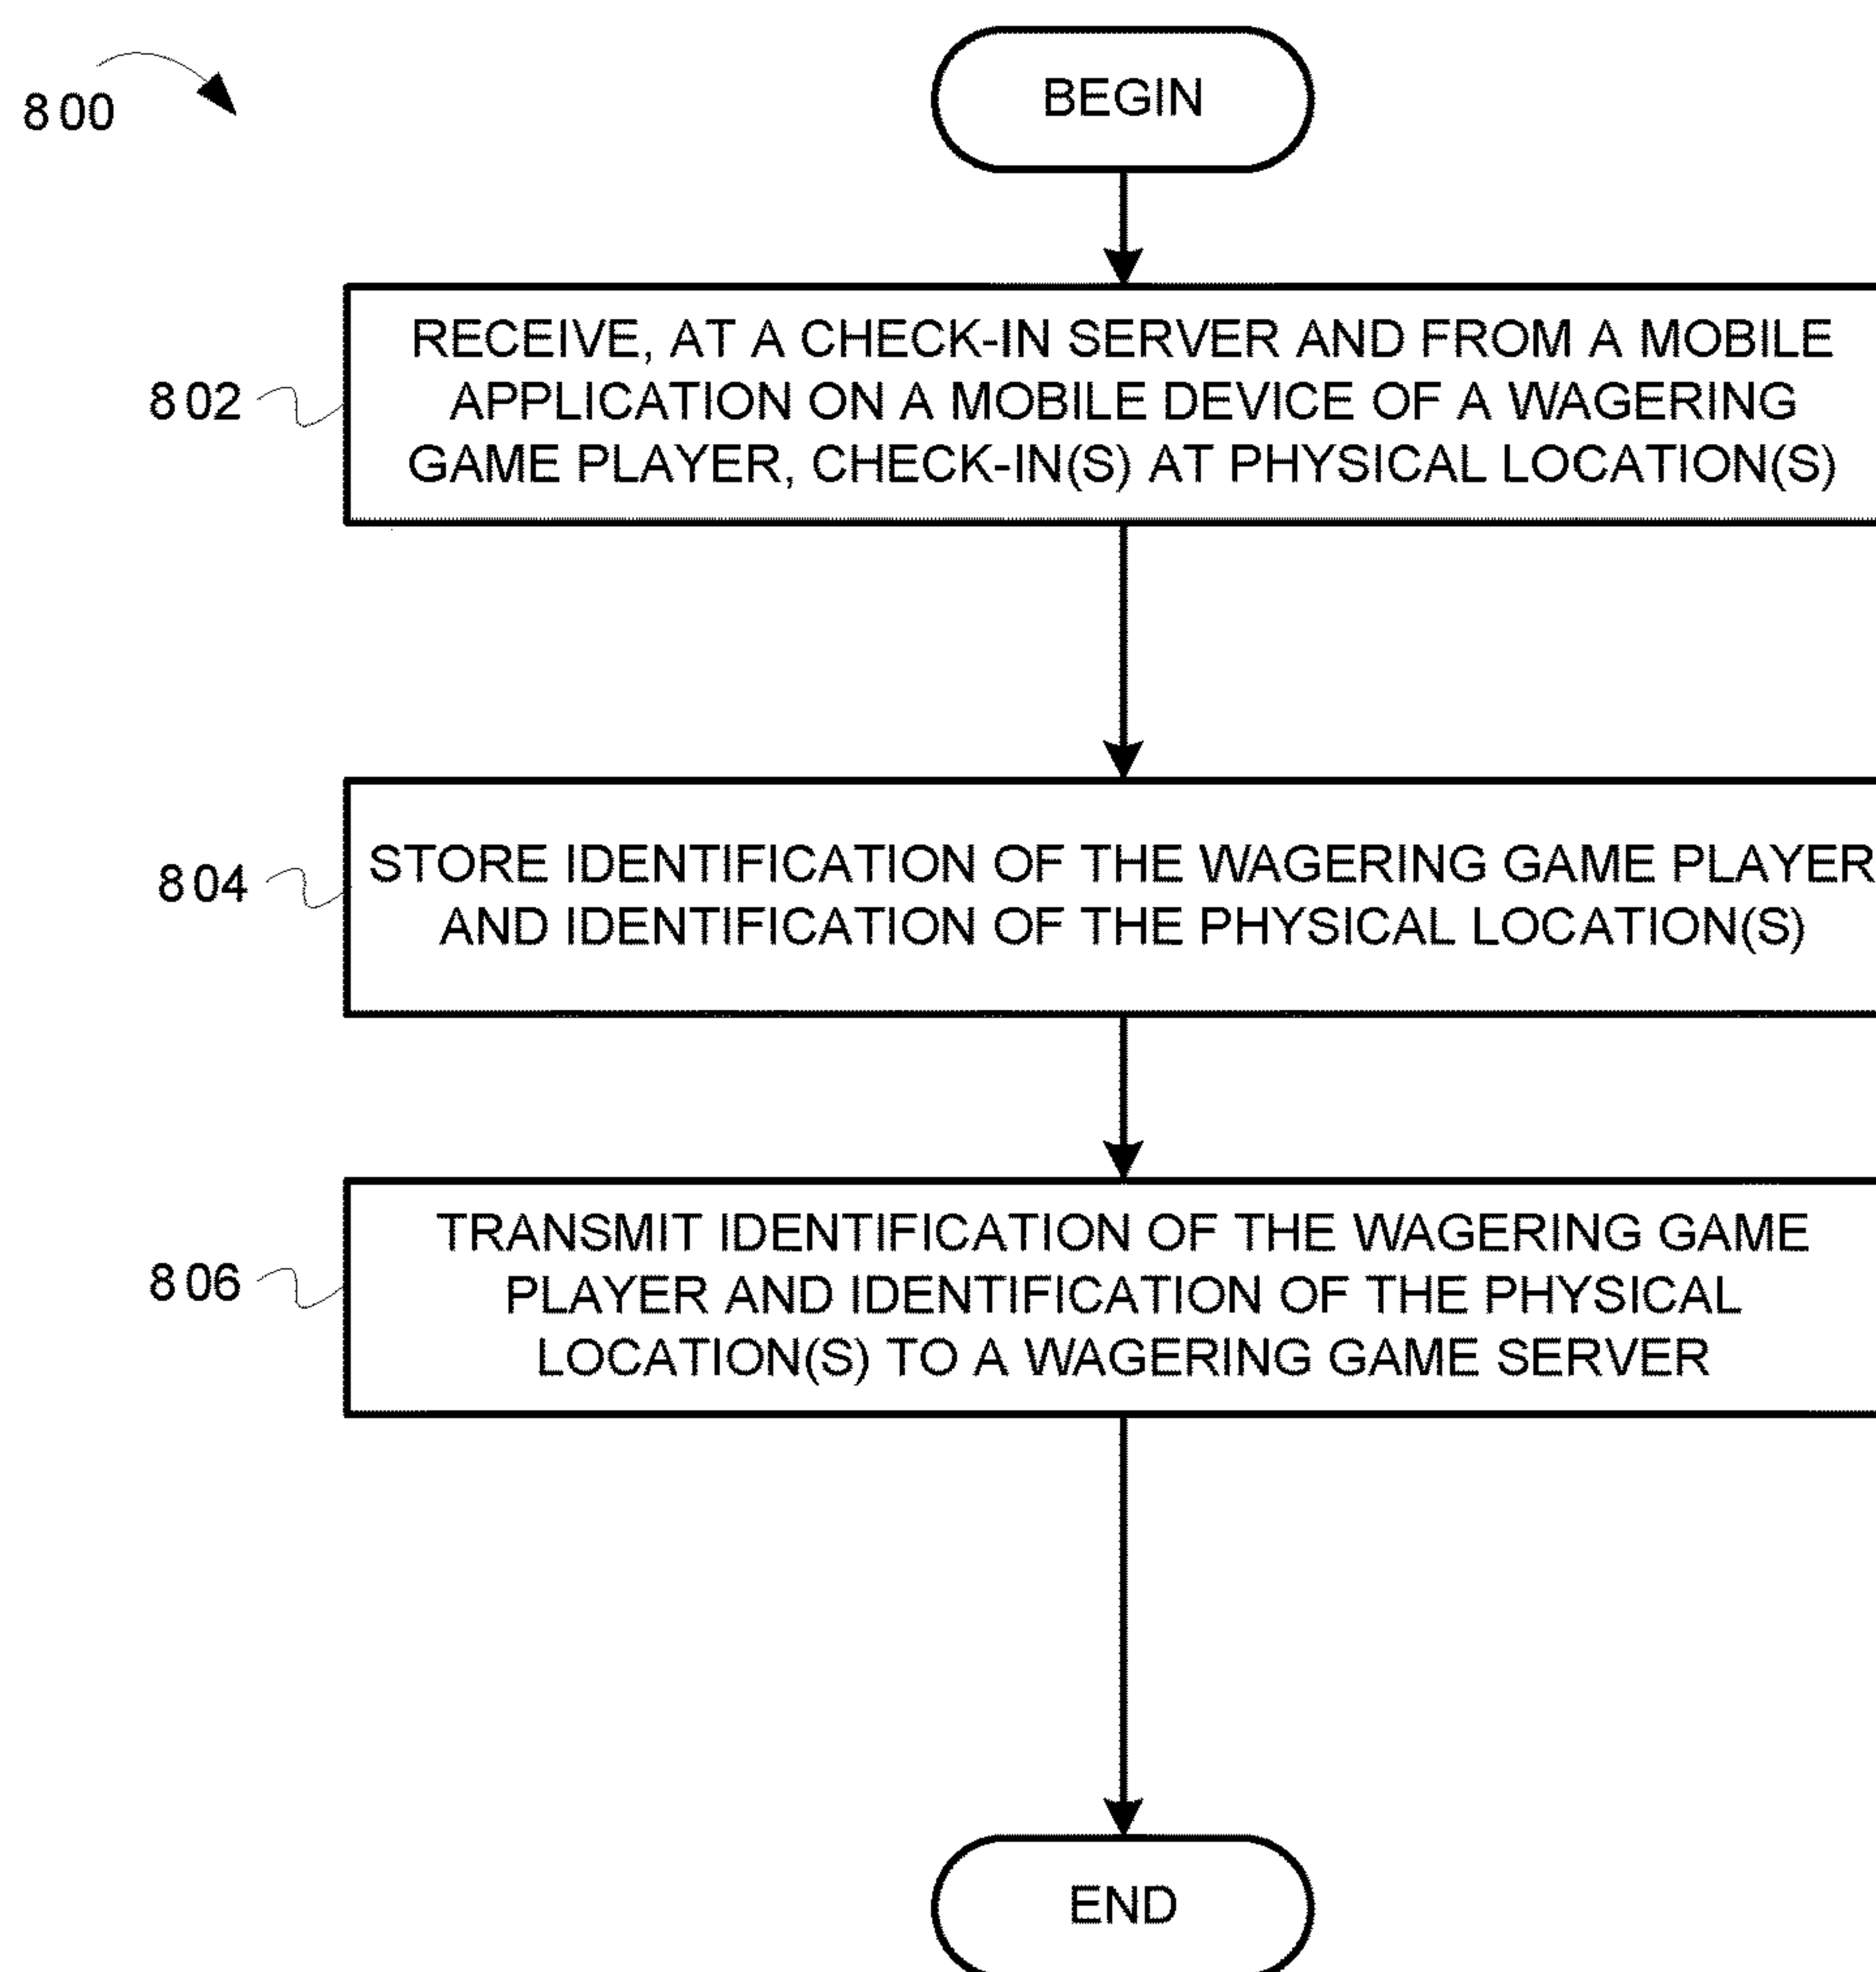 800
BEGIN
802
RECEIVE, AT A CHECK-IN SERVER AND FROM A MOBILE
APPLICATION ON A MOBILE DEVICE OF A WAGERING
GAME PLAYER, CHECK-IN(S) AT PHYSICAL LOCATION(S)
804
STORE IDENTIFICATION OF THE WAGERING GAME PLAYER
AND IDENTIFICATION OF THE PHYSICAL LOCATION(S)
806
TRANSMIT IDENTIFICATION OF THE WAGERING GAME
PLAYER AND IDENTIFICATION OF THE PHYSICAL
LOCATION(S) TO A WAGERING GAME SERVER
END